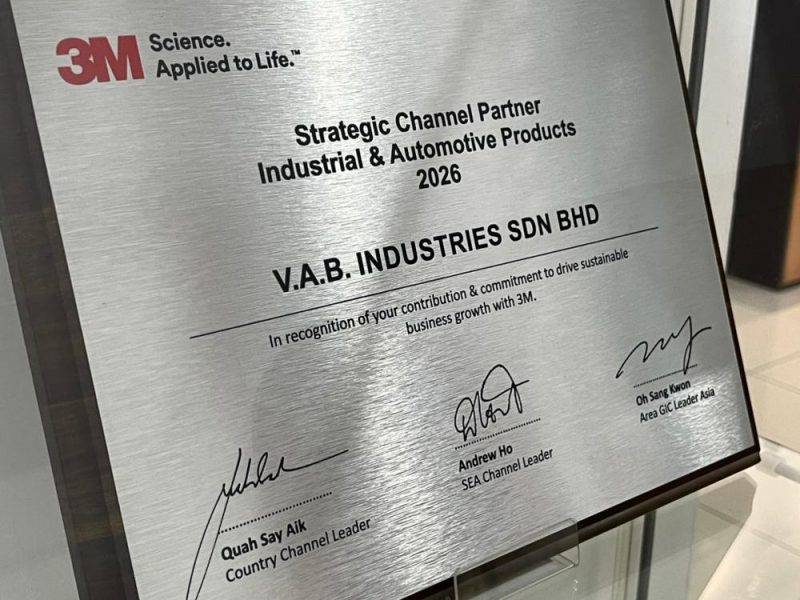 3M Science.
Applied to Life.™
Strategic Channel Partner
Industrial & Automotive Products
2026
V.A.B. INDUSTRIES SDN BHD
In recognition of your contribution & commitment to drive sustainable
business growth with 3M.
Quah Say Aik
Country Channel Leader
Andrew Ho
SEA Channel Leader
Oh Sang Kwon
Area GIC Leader Asia